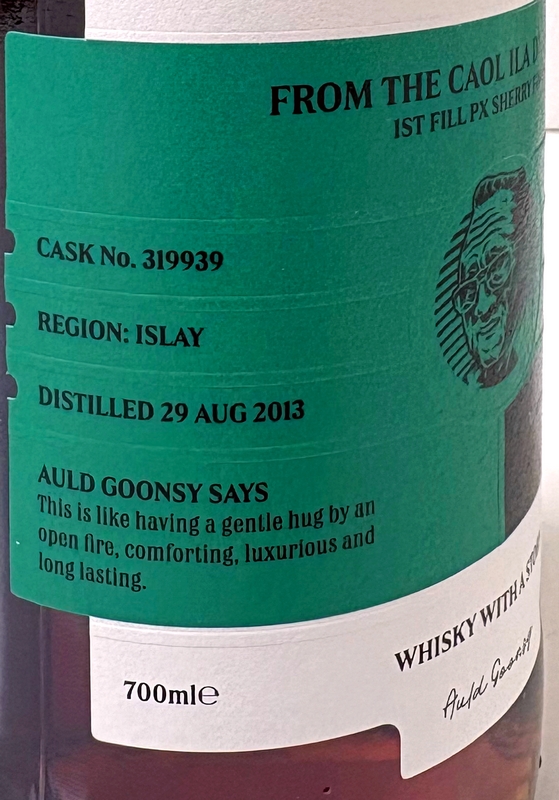 FROM THE CAOL ILA
1ST FILL PX SHERRY
CASK No. 319939
REGION: ISLAY
DISTILLED 29 AUG 2013
AULD GOONSY SAYS
This is like having a gentle hug by an
open fire, comforting, luxurious and
long lasting.
WHISKY WITH A
Auld Goonsy
700ml℮